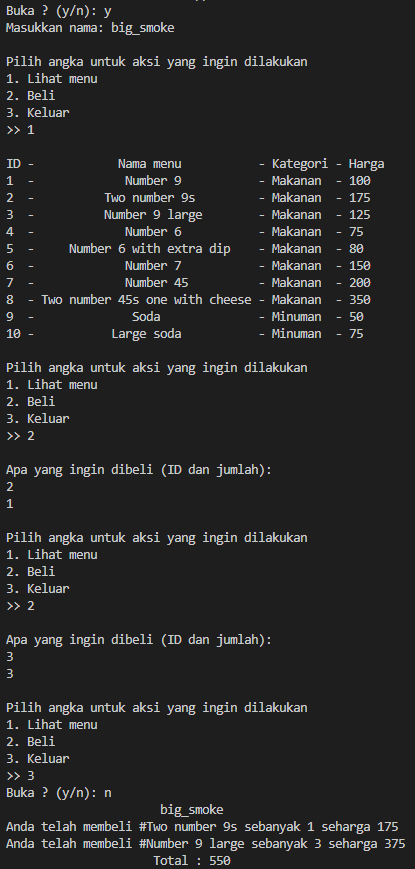 Buka ? (y/n): y
Masukkan nama: big_smoke
Pilih angka untuk aksi yang ingin dilakukan
1. Lihat menu
2. Beli
3. Keluar
>> 1
ID - Nama menu - Kategori - Harga
1 - Number 9 - Makanan - 100
2 - Two number 9s - Makanan - 175
3 - Number 9 large - Makanan - 125
4 - Number 6 - Makanan - 75
5 - Number 6 with extra dip - Makanan - 80
6 - Number 7 - Makanan - 150
7 - Number 45 - Makanan - 200
8 - Two number 45s one with cheese - Makanan - 350
9 - Soda - Minuman - 50
10 - Large soda - Minuman - 75
Pilih angka untuk aksi yang ingin dilakukan
1. Lihat menu
2. Beli
3. Keluar
>> 2
Apa yang ingin dibeli (ID dan jumlah):
2
1
Pilih angka untuk aksi yang ingin dilakukan
1. Lihat menu
2. Beli
3. Keluar
>> 2
Apa yang ingin dibeli (ID dan jumlah):
3
3
Pilih angka untuk aksi yang ingin dilakukan
1. Lihat menu
2. Beli
3. Keluar
>> 3
Buka ? (y/n): n
big_smoke
Anda telah membeli #Two number 9s sebanyak 1 seharga 175
Anda telah membeli #Number 9 large sebanyak 3 seharga 375
Total : 550